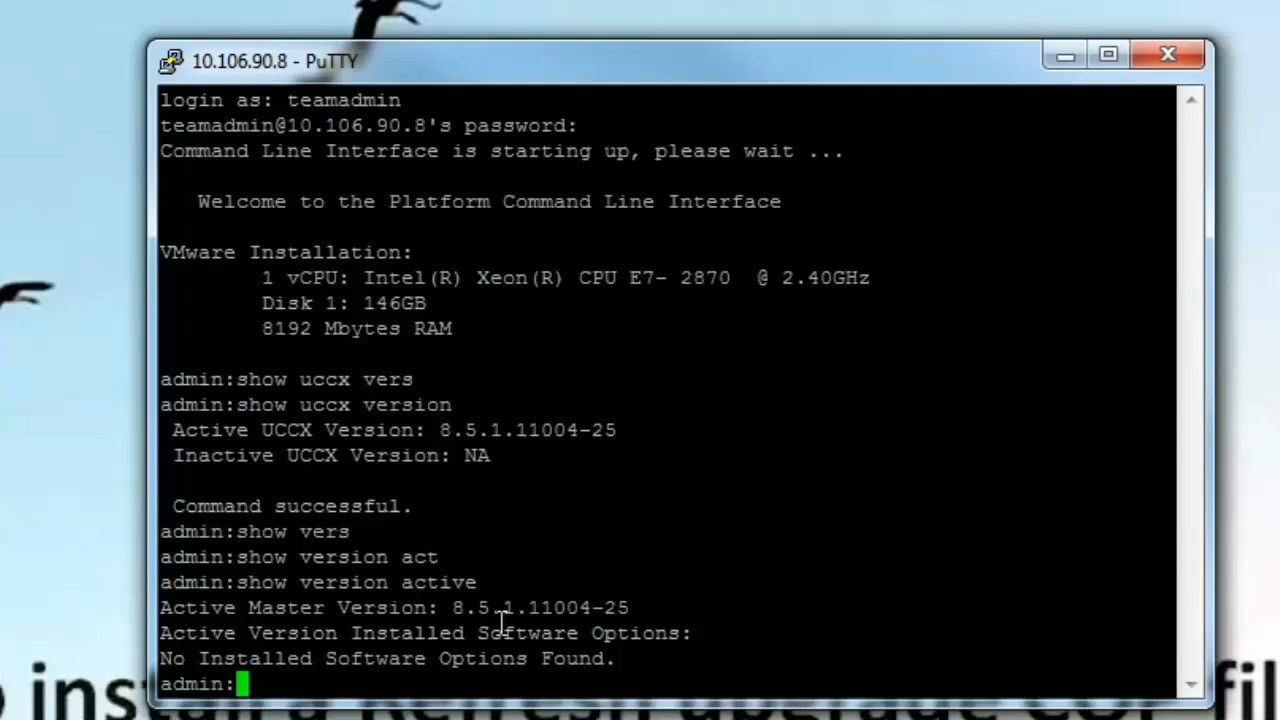 10.106.90.8 - PuTTY
login as: teamadmin
teamadmin@10.106.90.8's password:
Command Line Interface is starting up, please wait ...
Welcome to the Platform Command Line Interface
VMware Installation:
1 vCPU: Intel(R) Xeon(R) CPU E7- 2870  @ 2.40GHz
Disk 1: 146GB
8192 Mbytes RAM
admin:show uccx vers
admin:show uccx version
Active UCCX Version: 8.5.1.11004-25
Inactive UCCX Version: NA
Command successful.
admin:show vers
admin:show version act
admin:show version active
Active Master Version: 8.5.1.11004-25
Active Version Installed Software Options:
No Installed Software Options Found.
admin: